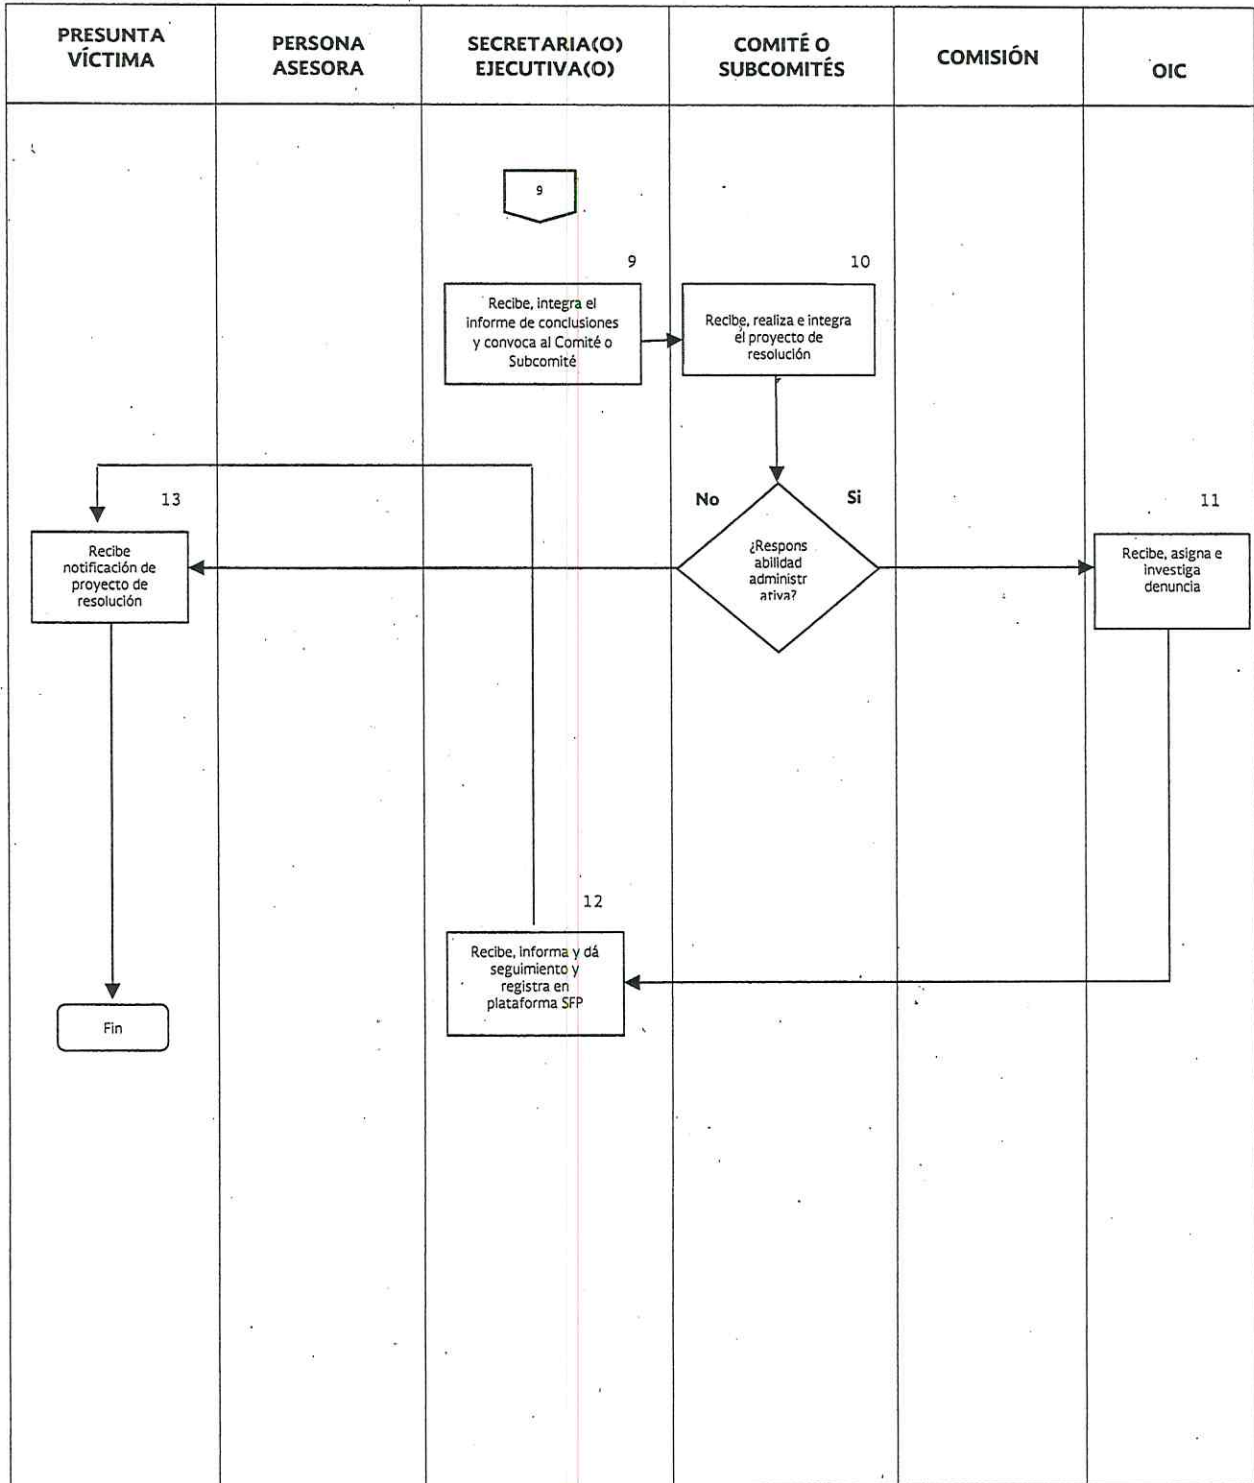 PRESUNTA
VÍCTIMA
PERSONA
ASESORA
SECRETARIA(O)
EJECUTIVA(O)
COMITÉ O
SUBCOMITÉS
COMISIÓN
OIC
9
9
Recibe, integra el
informe de conclusiones
y convoca al Comité o
Subcomité
10
Recibe, realiza e integra
el proyecto de
resolución
No
Si
¿Respons
abilidad
administr
ativa?
13
Recibe
notificación de
proyecto de
resolución
11
Recibe, asigna e
investiga
denuncia
12
Recibe, informa y dá
seguimiento y
registra en
plataforma SFP
Fin